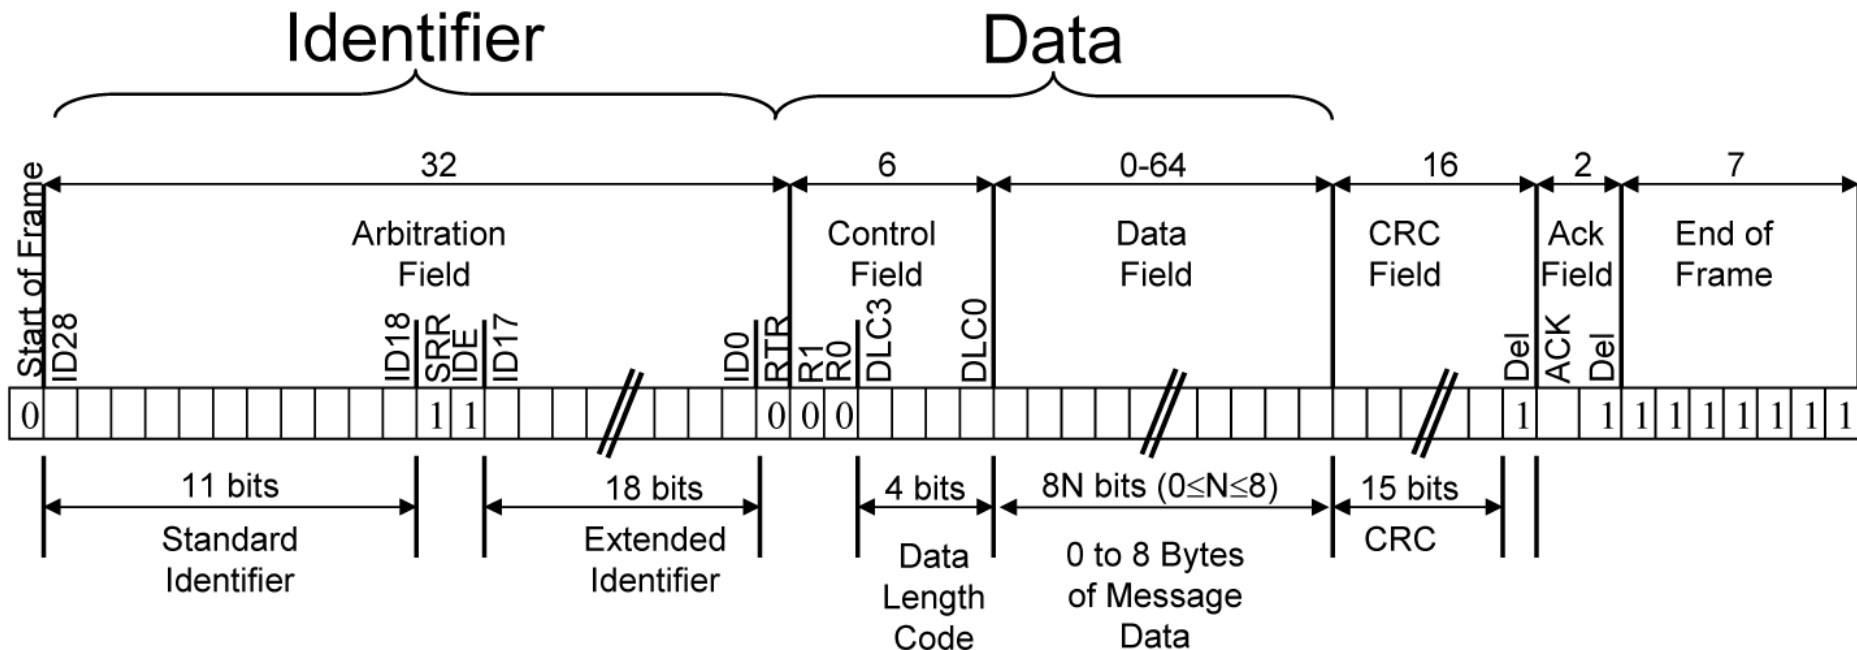 Identifier
Data
32
6
0-64
16
2
7
Start of Frame
Arbitration
Field
Control
Field
Data
Field
CRC
Field
Ack
Field
End of
Frame
ID28
ID18
SRR
IDE
ID17
ID0
RTR
R1
R0
DLC3
DLC0
Del
ACK
Del
0 1 1 0 0 0 1 1 1 1 1 1 1 1 1
11 bits
Standard
Identifier
18 bits
Extended
Identifier
4 bits
Data
Length
Code
8N bits (0≤N≤8)
0 to 8 Bytes
of Message
Data
15 bits
CRC